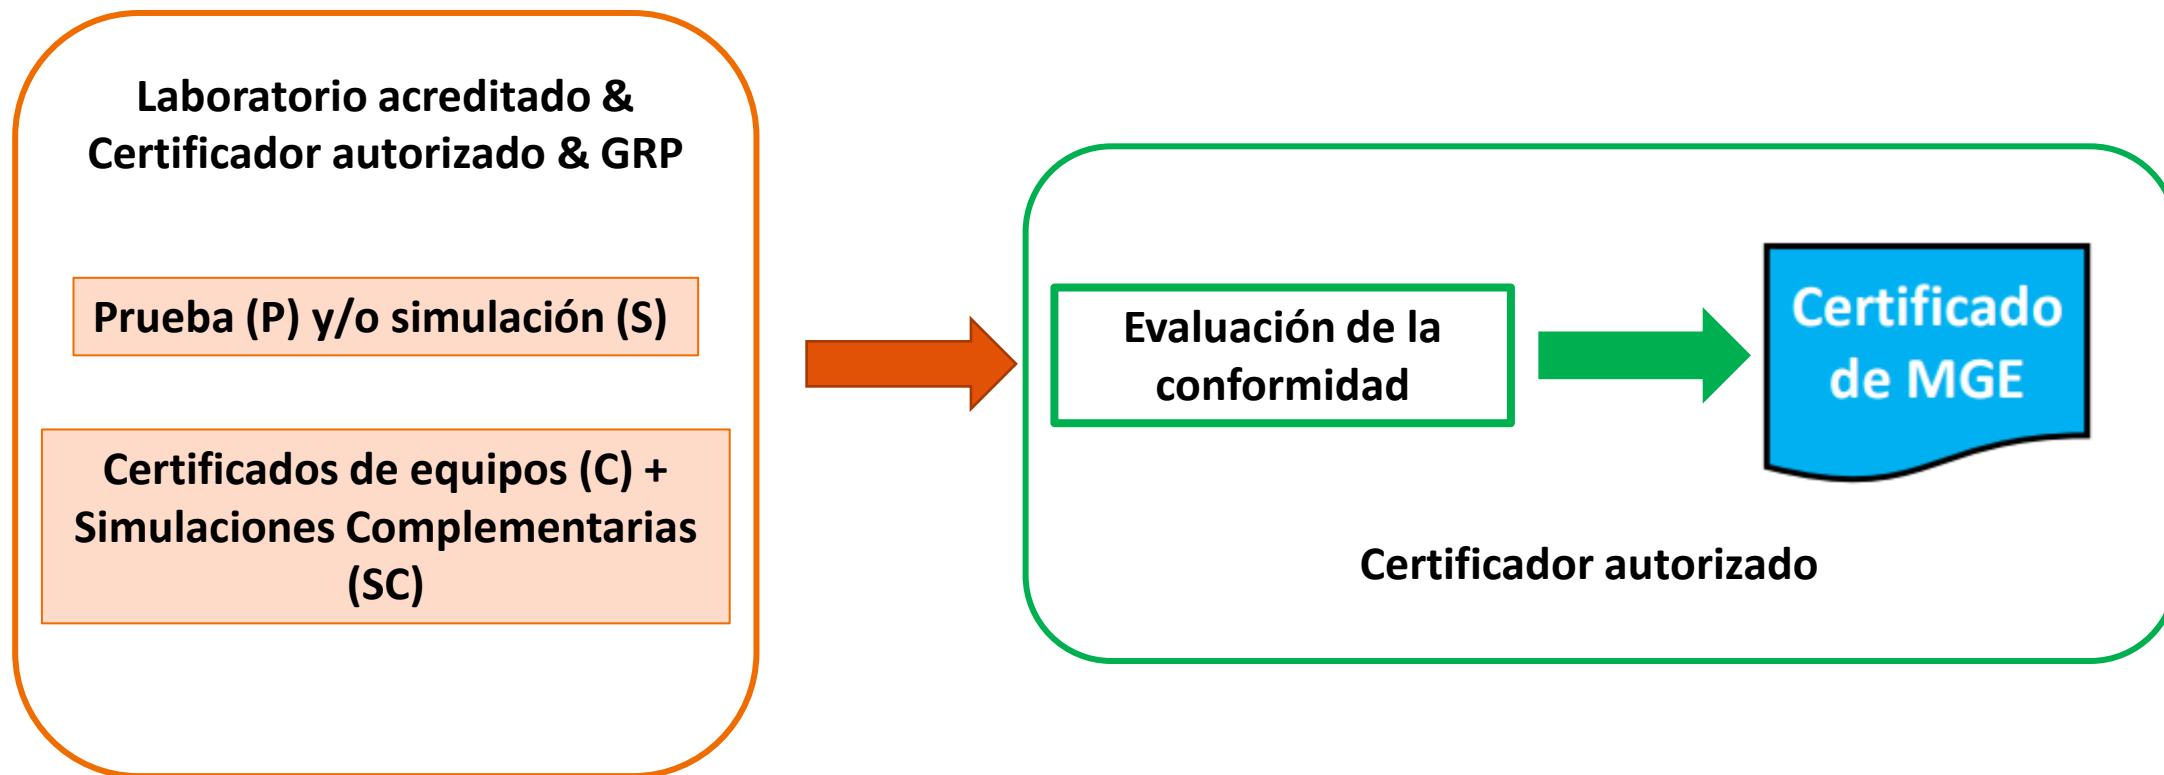 Laboratorio acreditado &
Certificador autorizado & GRP
Prueba (P) y/o simulación (S)
Certificados de equipos (C) +
Simulaciones Complementarias
(SC)
Evaluación de la
conformidad
Certificado
de MGE
Certificador autorizado